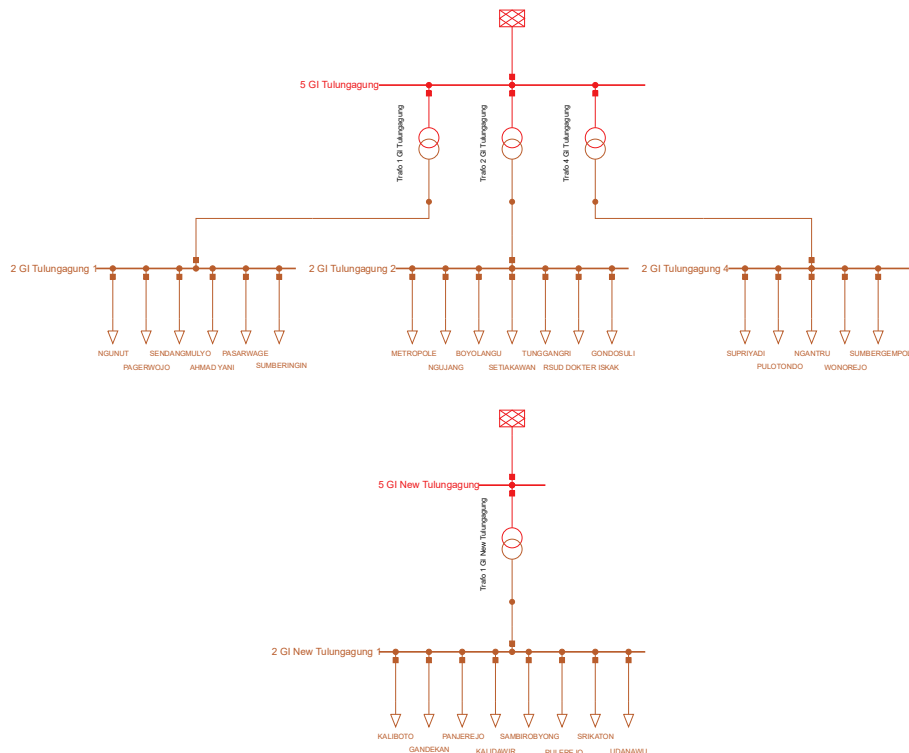 5 GI Tulungagung
Trafo 1 GI Tulungagung
Trafo 2 GI Tulungagung
Trafo 4 GI Tulungagung
2 GI Tulungagung 1
2 GI Tulungagung 2
2 GI Tulungagung 4
NGUNUT
SENDANGMULYO
PASARWAGE
PAGERWOJO
AHMAD YANI
SUMBERINGIN
METROPOLE
BOYOLANGU
TUNGGANGRI
GONDOSULI
NGUJANG
SETIAKAWAN
RSUD DOKTER ISKAK
SUPRIYADI
NGANTRU
SUMBERGEMPOL
PULOTONDO
WONOREJO
5 GI New Tulungagung
Trafo 1 GI New Tulungagung
2 GI New Tulungagung 1
KALIBOTO
PANJEREJO
SAMBIROBYONG
SRIKATON
GANDEKAN
KALIDAWIR
PULEREJO
UDANAWU